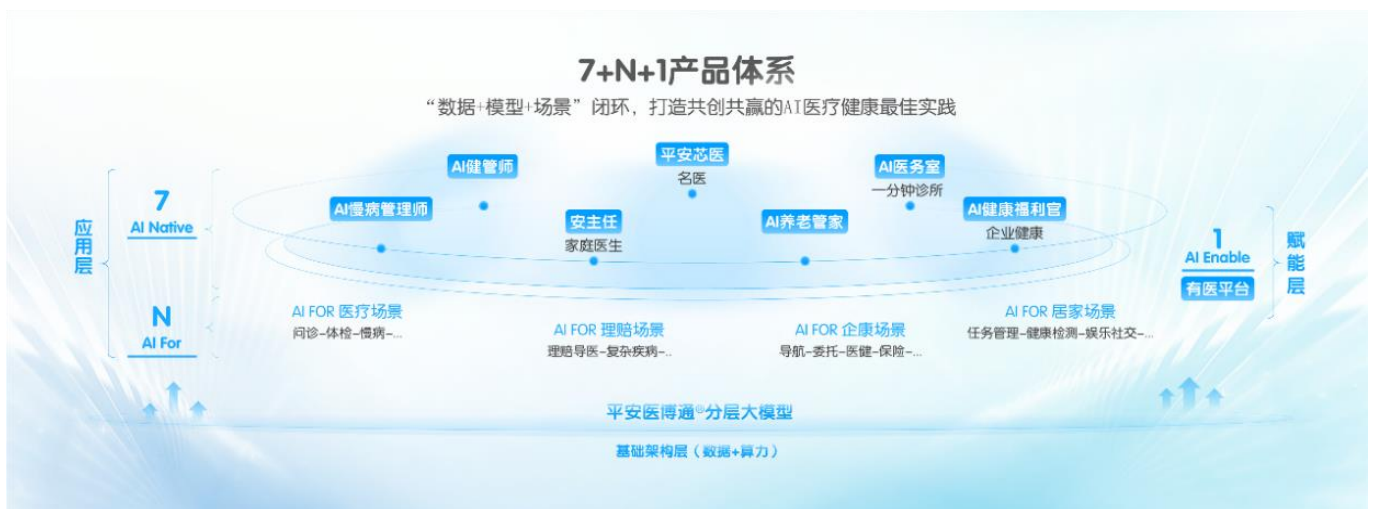 7+N+1产品体系
“数据+模型+场景”闭环，打造共创共赢的AI医疗健康最佳实践
应用层
7
AI Native
N
AI For
AI慢病管理师
AI健管师
安主任
家庭医生
平安芯医
名医
AI养老管家
AI医务室
一分钟诊所
AI健康福利官
企业健康
AI FOR 医疗场景
问诊-体检-慢病-...
AI FOR 理赔场景
理赔导医-复杂疾病-..
AI FOR 企康场景
导航-委托-医健-保险-...
AI FOR 居家场景
任务管理-健康检测-娱乐社交-...
1
AI Enable
有医平台
赋能层
平安医博通®分层大模型
基础架构层（数据+算力）